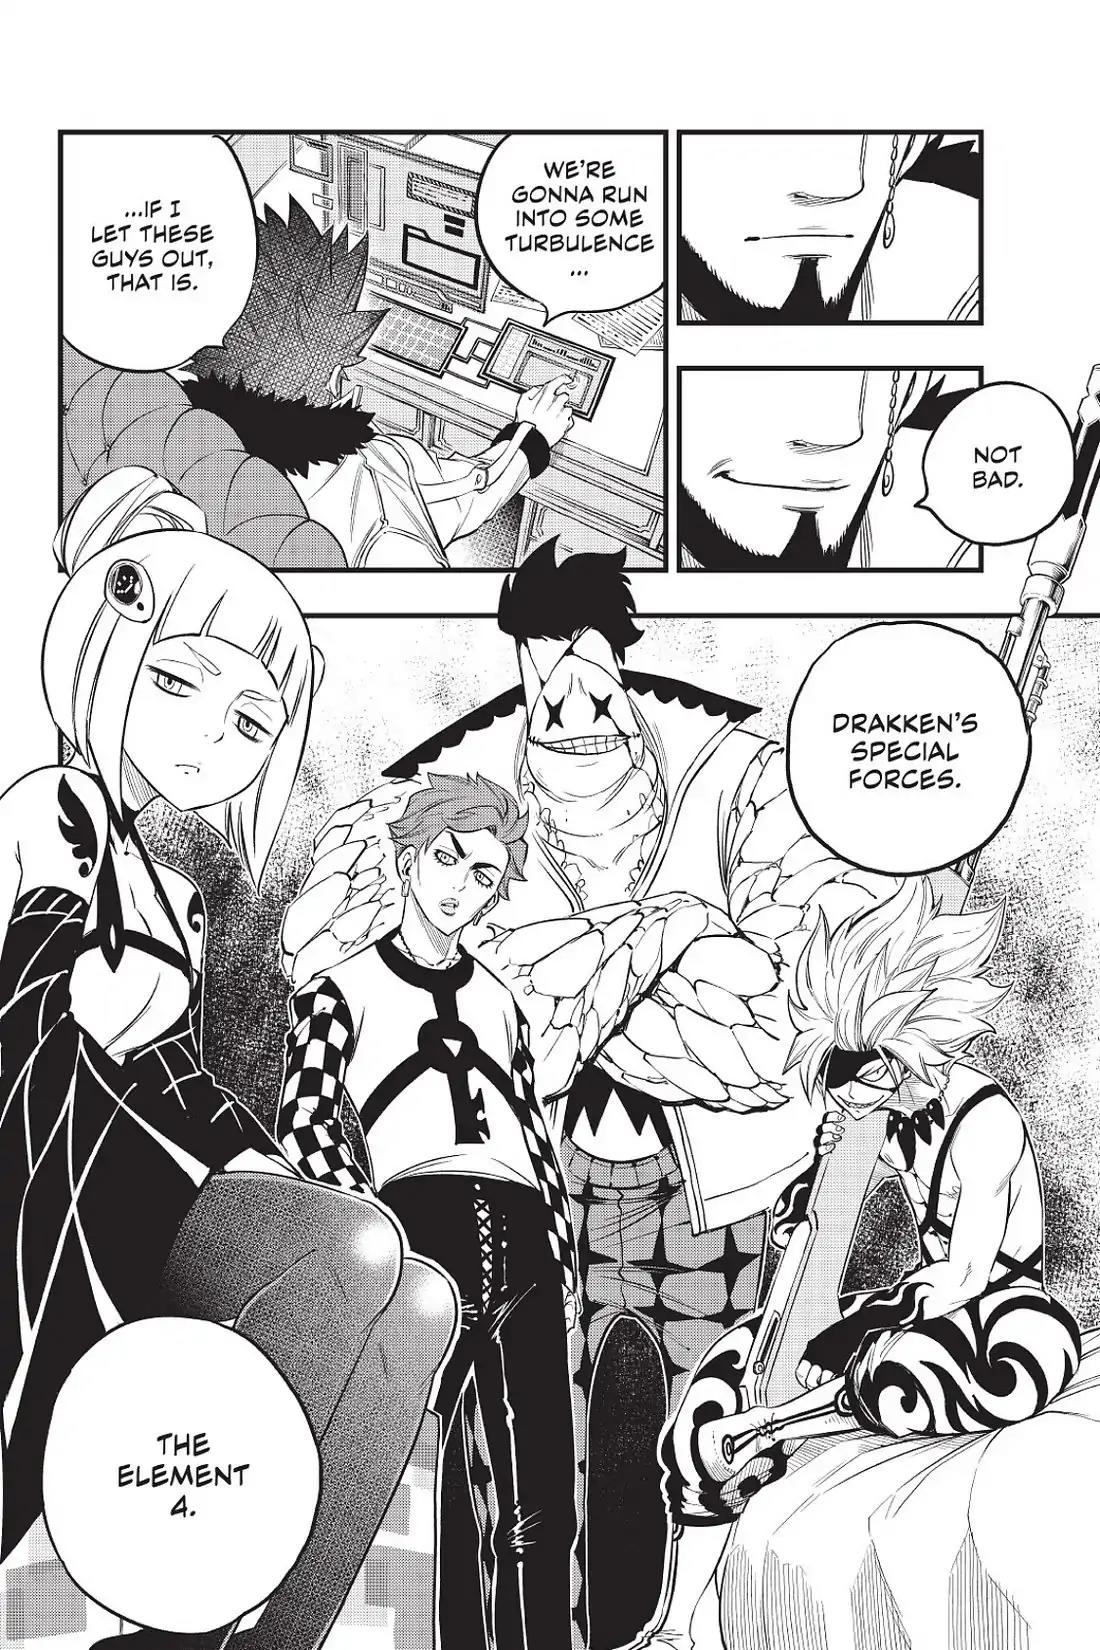 WE'RE
GONNA RUN
INTO SOME
TURBULENCE
...
...IF I
LET THESE
GUYS OUT,
THAT IS.
NOT
BAD.
DRAKKEN'S
SPECIAL
FORCES.
THE
ELEMENT
4.